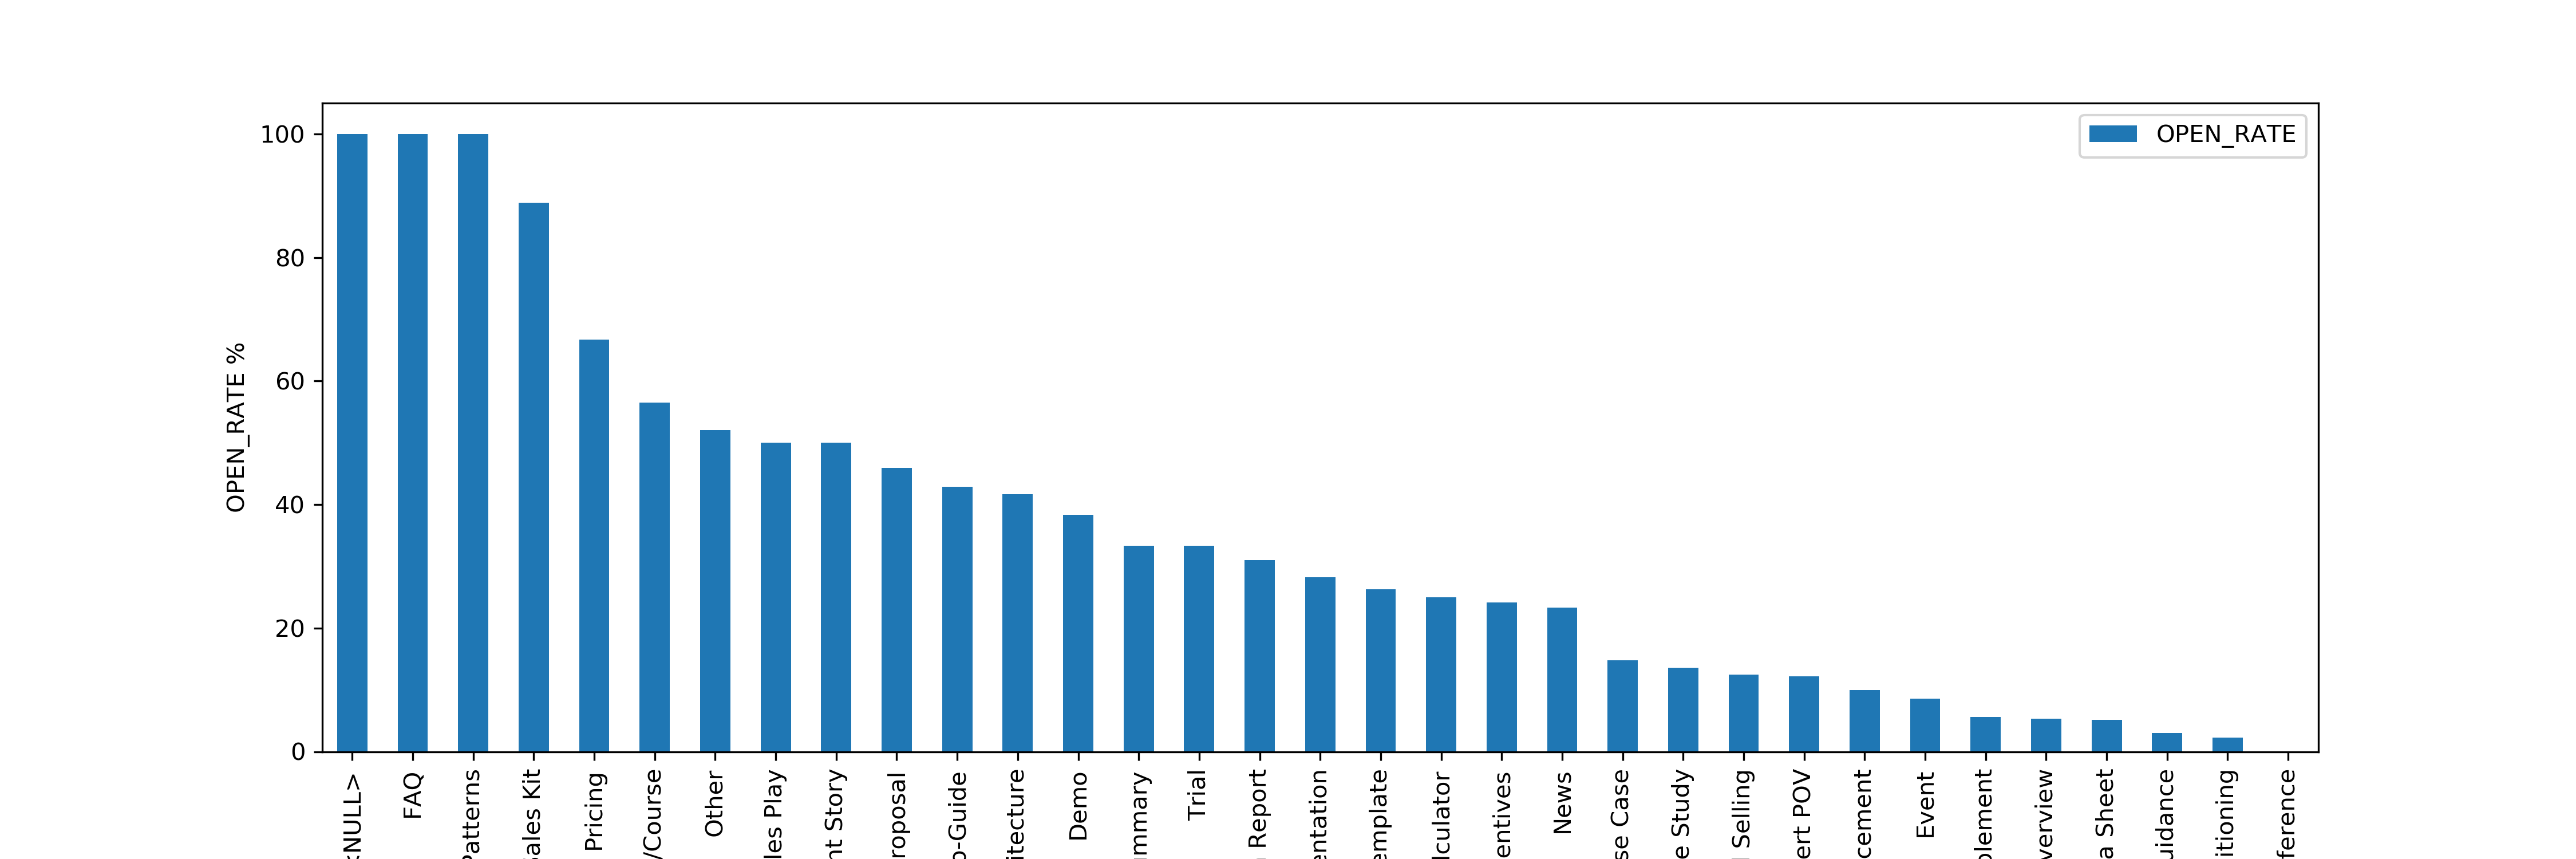 OPEN_RATE
100
80
60
40
20
0
OPEN_RATE %
<NULL>
FAQ
Patterns
Sales Kit
Pricing
/Course
Other
les Play
nt Story
roposal
o-Guide
itecture
Demo
ummary
Trial
Report
entation
emplate
lculator
entives
News
se Case
e Study
Selling
ert POV
cement
Event
plement
verview
a Sheet
uidance
itioning
ference